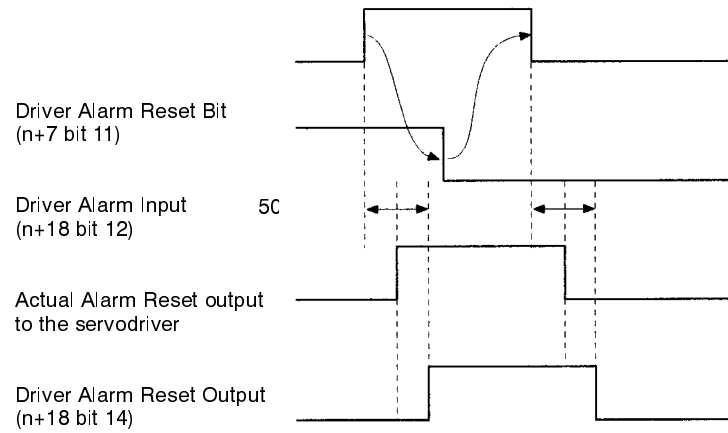 Driver Alarm Reset Bit
(n+7 bit 11)
Driver Alarm Input
(n+18 bit 12)
50
Actual Alarm Reset output
to the servodriver
Driver Alarm Reset Output
(n+18 bit 14)